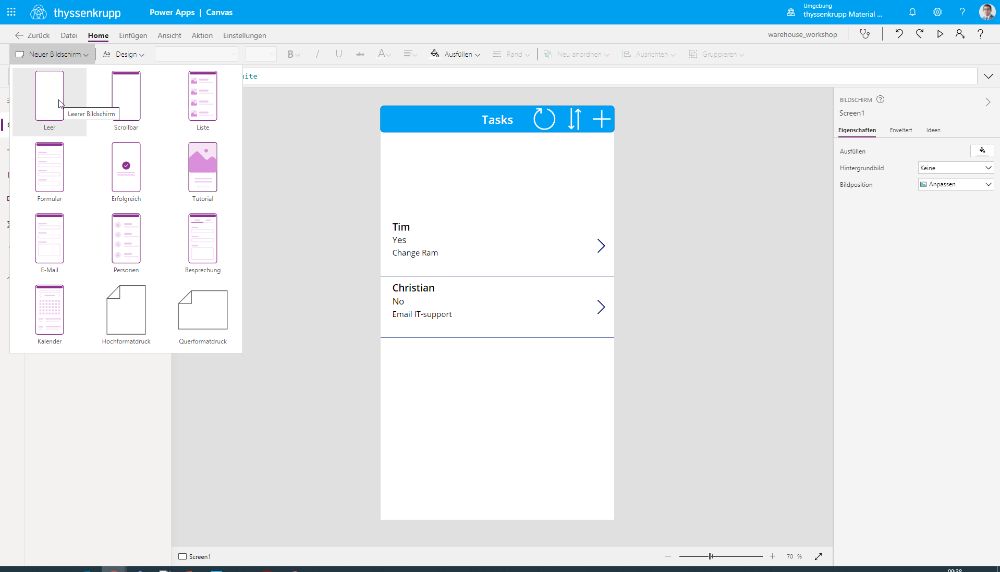 thyssenkrupp
Power Apps | Canvas
Umgebung
thyssenkrupp Material ...
Zurück
Datei
Home
Einfügen
Ansicht
Aktion
Einstellungen
warehouse_workshop
Neuer Bildschirm
Design
B
/
U
abc
A
Ausfüllen
Rand
Neu anordnen
Ausrichten
Gruppieren
Leerer Bildschirm
Leer
Scrollbar
Liste
Formular
Erfolgreich
Tutorial
E-Mail
Personen
Besprechung
Kalender
Hochformatdruck
Querformatdruck
Tasks
Tim
Yes
Change Ram
Christian
No
Email IT-support
BILDSCHIRM
Screen1
Eigenschaften
Erweitert
Ideen
Ausfüllen
Hintergrundbild
Keine
Bildposition
Anpassen
Screen1
70 %